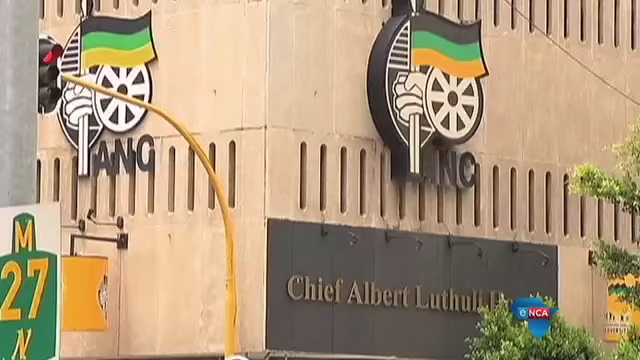 ANC
ANC
Chief Albert Luthuli
M
27
N
eNCA